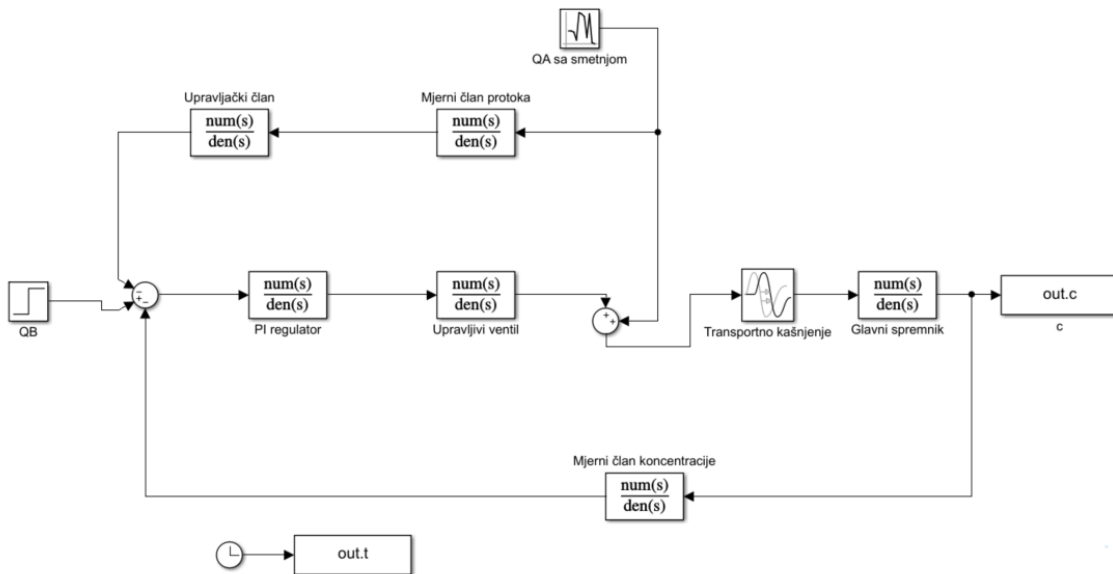 QA sa smetnjom
Upravljački član
num(s)
den(s)
Mjerni član protoka
num(s)
den(s)
QB
num(s)
den(s)
PI regulator
num(s)
den(s)
Upravljivi ventil
Transportno kašnjenje
num(s)
den(s)
Glavni spremnik
out.c
c
Mjerni član koncentracije
num(s)
den(s)
out.t